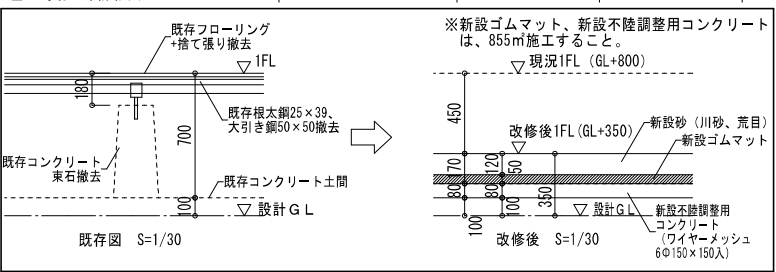 既存フローリング
+捨て張り撤去
1FL
180
700
既存根太鋼25×39、
大引き鋼50×50撤去
既存コンクリート
束石撤去
既存コンクリート土間
100
設計GL
既存図 S=1/30
※新設ゴムマット、新設不陸調整用コンクリート
は、855㎡施工すること。
現況1FL (GL+800)
450
改修後1FL(GL+350)
新設砂（川砂、荒目）
新設ゴムマット
170
120
50
80
80
350
100
100
設計GL
新設不陸調整用
コンクリート
(ワイヤーメッシュ
6Φ150×150入)
改修後 S=1/30